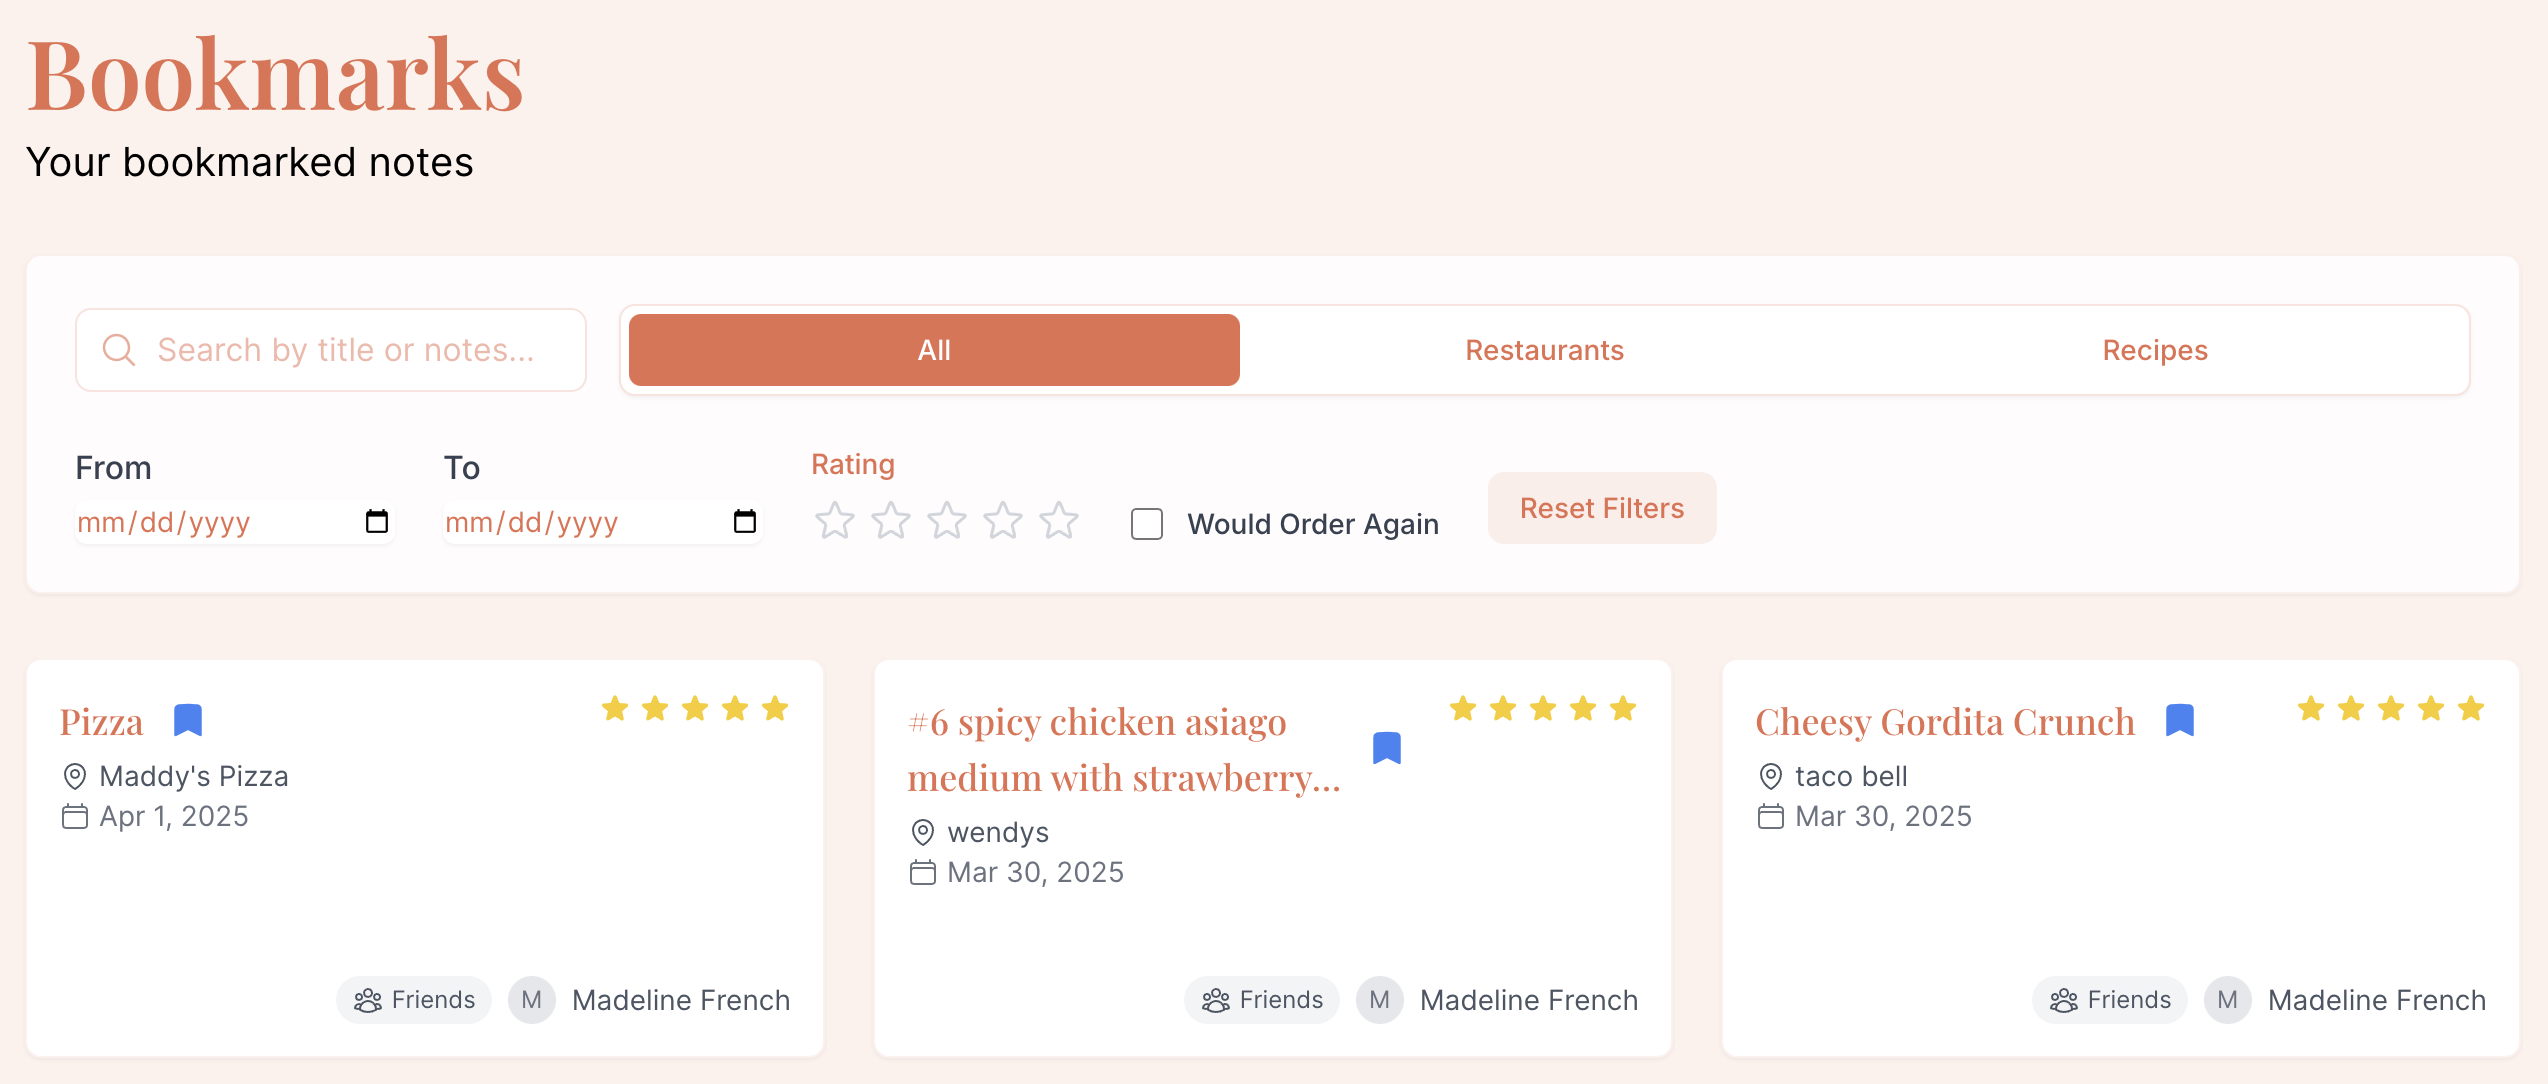 Bookmarks
Your bookmarked notes
Search by title or notes...
All
Restaurants
Recipes
From
To
Rating
mm/dd/yyyy
mm/dd/yyyy
Would Order Again
Reset Filters
Pizza
Maddy's Pizza
Apr 1, 2025
Friends
M
Madeline French
#6 spicy chicken asiago
medium with strawberry...
wendys
Mar 30, 2025
Friends
M
Madeline French
Cheesy Gordita Crunch
taco bell
Mar 30, 2025
Friends
M
Madeline French